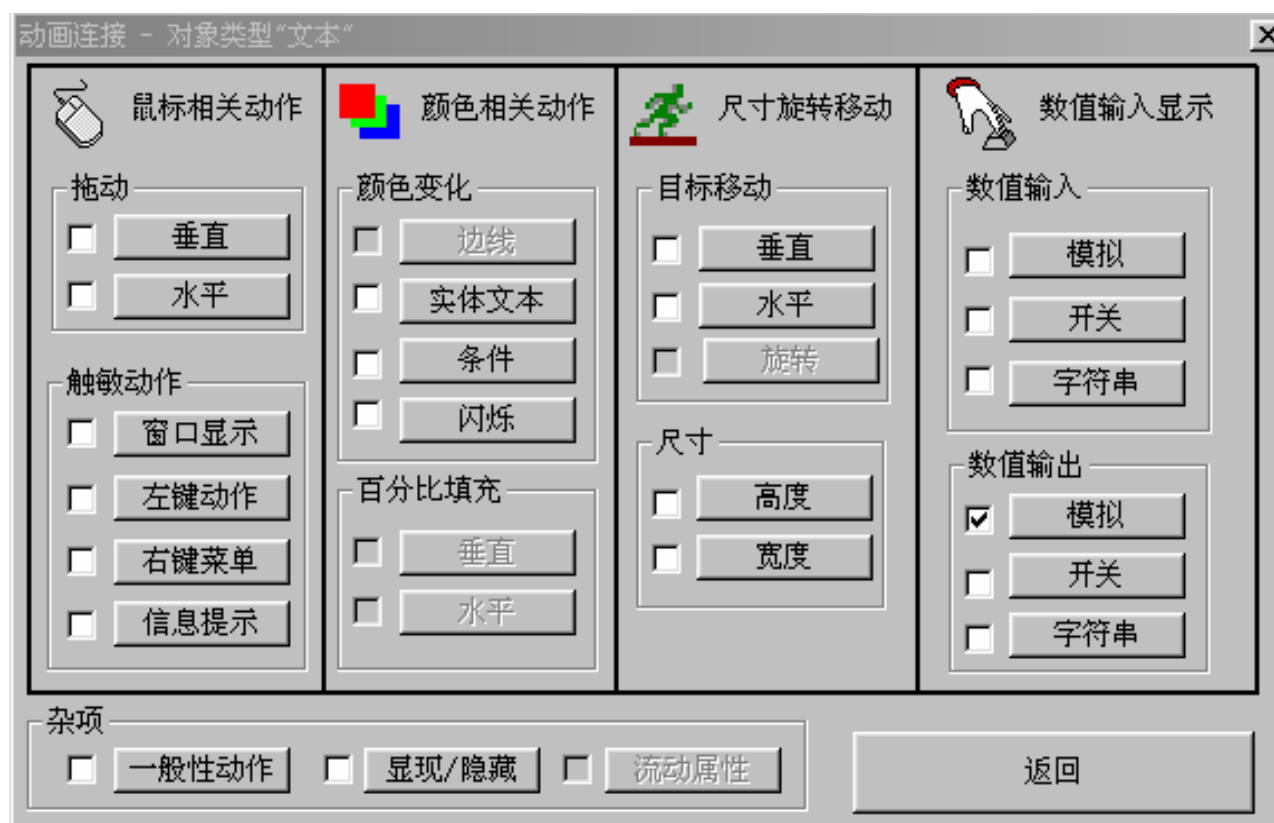 动画连接 - 对象类型“文本“
鼠标相关动作
拖动
垂直
水平
触敏动作
窗口显示
左键动作
右键菜单
信息提示
颜色相关动作
颜色变化
边线
实体文本
条件
闪烁
百分比填充
垂直
水平
尺寸旋转移动
目标移动
垂直
水平
旋转
尺寸
高度
宽度
数值输入显示
数值输入
模拟
开关
字符串
数值输出
模拟
开关
字符串
杂项
一般性动作
显现/隐藏
流动属性
返回